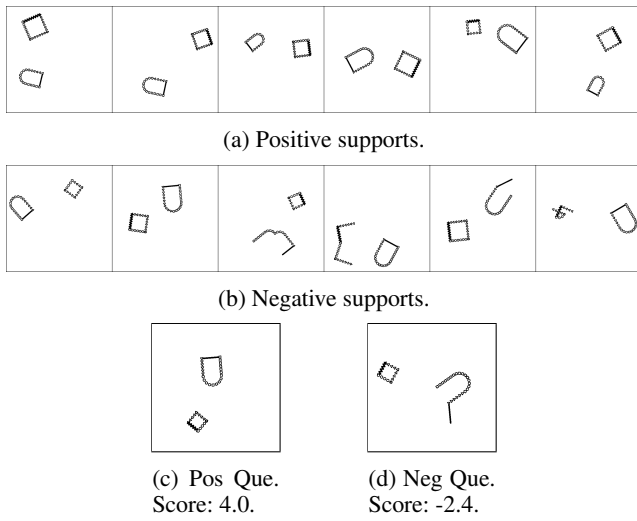 (a) Positive supports.
(b) Negative supports.
(c) Pos Que.
Score: 4.0.
(d) Neg Que.
Score: -2.4.